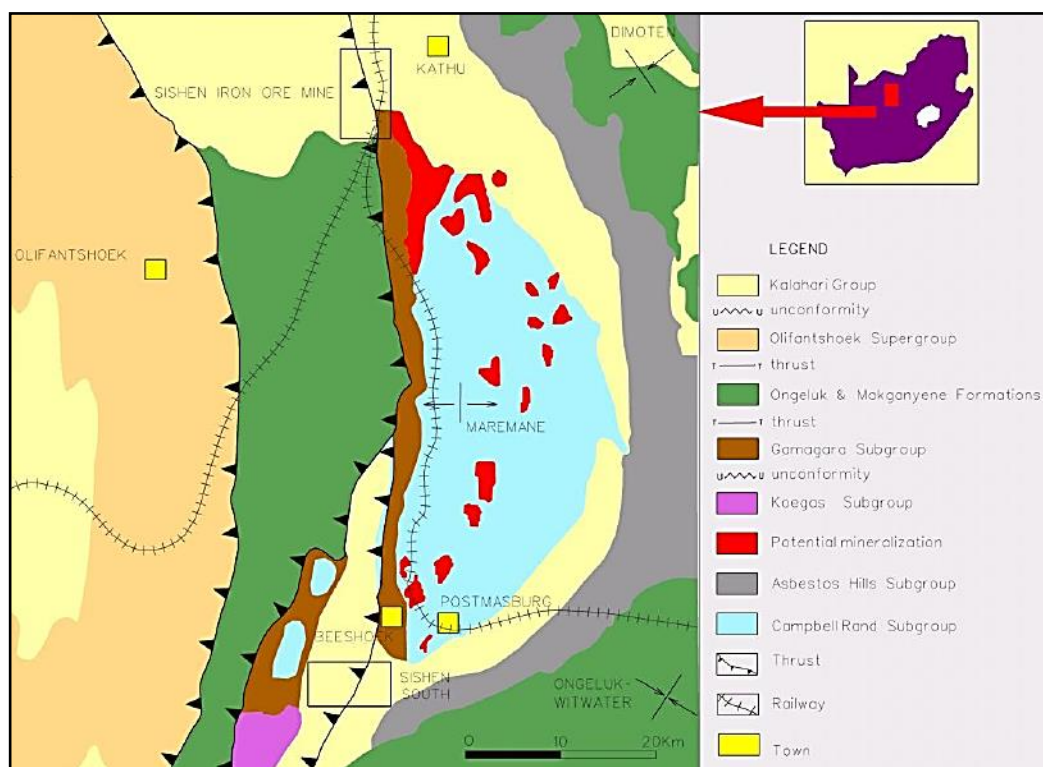 DIMOTEN
KATHU
SISHEN IRON ORE MINE
OLIFANTSHOEK
MAREMANE
POSTMASBURG
BEESHOEK
SISHEN
SOUTH
ONGELUK-
WITWATER
0 10 20Km
LEGEND
Kalahari Group
U U unconformity
Olifantshoek Supergroup
T T thrust
Ongeluk & Makganyene Formations
T T thrust
Gamagara Subgroup
U U unconformity
Koegas Subgroup
Potential mineralization
Asbestos Hills Subgroup
Campbell Rand Subgroup
Thrust
Railway
Town